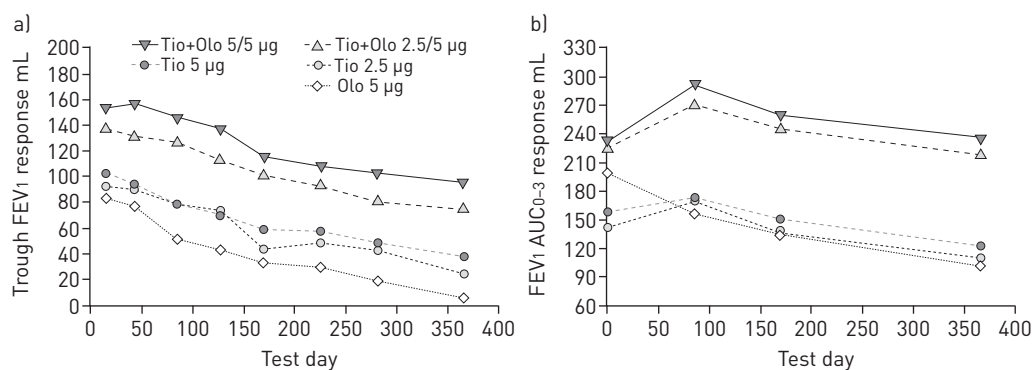 a)
Trough FEV1 response mL
200
180
160
140
120
100
80
60
40
20
0
Tio+Olo 5/5 µg
Tio 5 µg
Tio+Olo 2.5/5 µg
Tio 2.5 µg
Olo 5 µg
0 50 100 150 200 250 300 350 400
Test day
b)
FEV1 AUC0–3 response mL
330
300
270
240
210
180
150
120
90
60
0 50 100 150 200 250 300 350 400
Test day